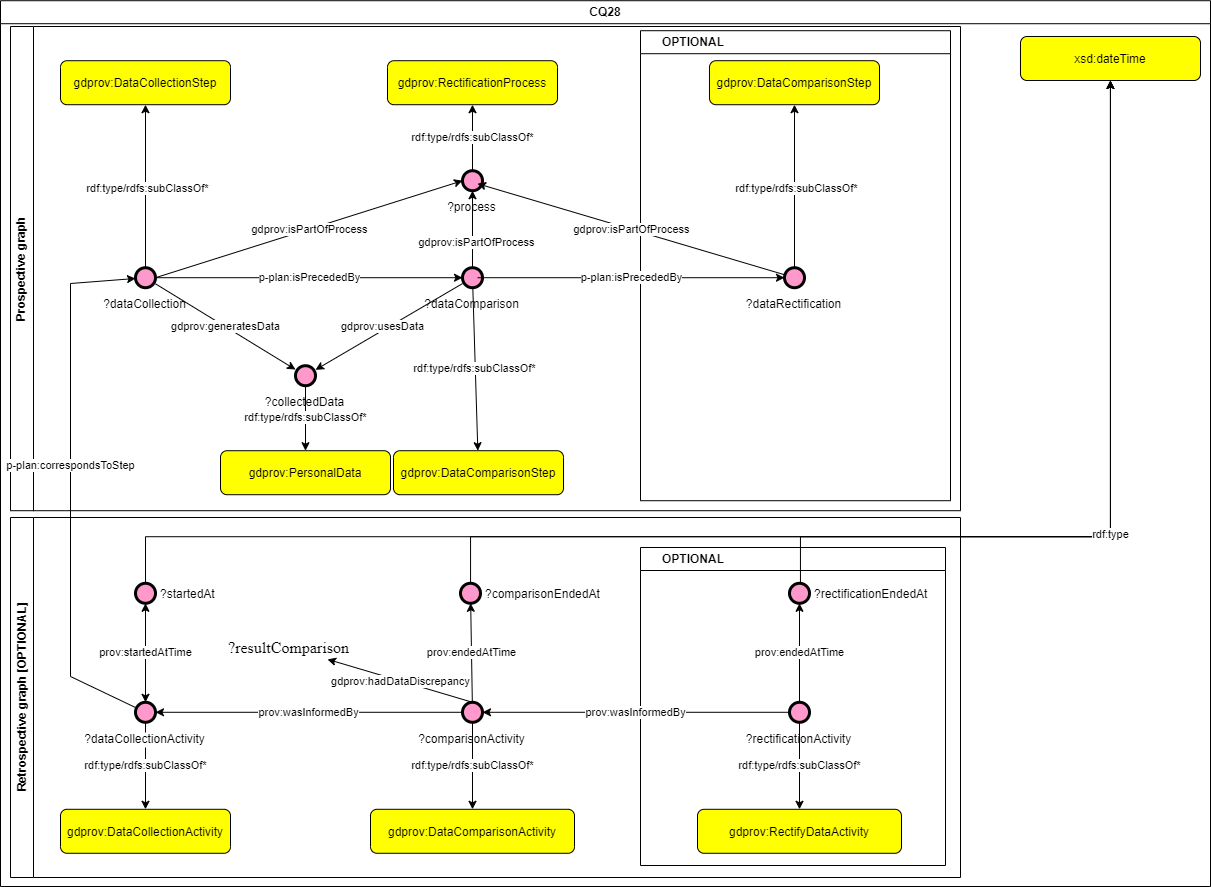 CQ28
OPTIONAL
gdprov:DataCollectionStep
gdprov:RectificationProcess
gdprov:DataComparisonStep
xsd:dateTime
rdf:type/rdfs:subClassOf*
rdf:type/rdfs:subClassOf*
rdf:type/rdfs:subClassOf*
?process
gdprov:isPartOfProcess
gdprov:isPartOfProcess
gdprov:isPartOfProcess
Prospective graph
p-plan:isPrecededBy
p-plan:isPrecededBy
?dataCollection
?dataComparison
?dataRectification
gdprov:generatesData
gdprov:usesData
rdf:type/rdfs:subClassOf*
?collectedData
rdf:type/rdfs:subClassOf*
p-plan:correspondsToStep
gdprov:PersonalData
gdprov:DataComparisonStep
rdf:type
OPTIONAL
?startedAt
?comparisonEndedAt
?rectificationEndedAt
Retrospective graph [OPTIONAL]
?resultComparison
prov:startedAtTime
prov:endedAtTime
prov:endedAtTime
gdprov:hadDataDiscrepancy
prov:wasInformedBy
prov:wasInformedBy
?dataCollectionActivity
?comparisonActivity
?rectificationActivity
rdf:type/rdfs:subClassOf*
rdf:type/rdfs:subClassOf*
rdf:type/rdfs:subClassOf*
gdprov:DataCollectionActivity
gdprov:DataComparisonActivity
gdprov:RectifyDataActivity